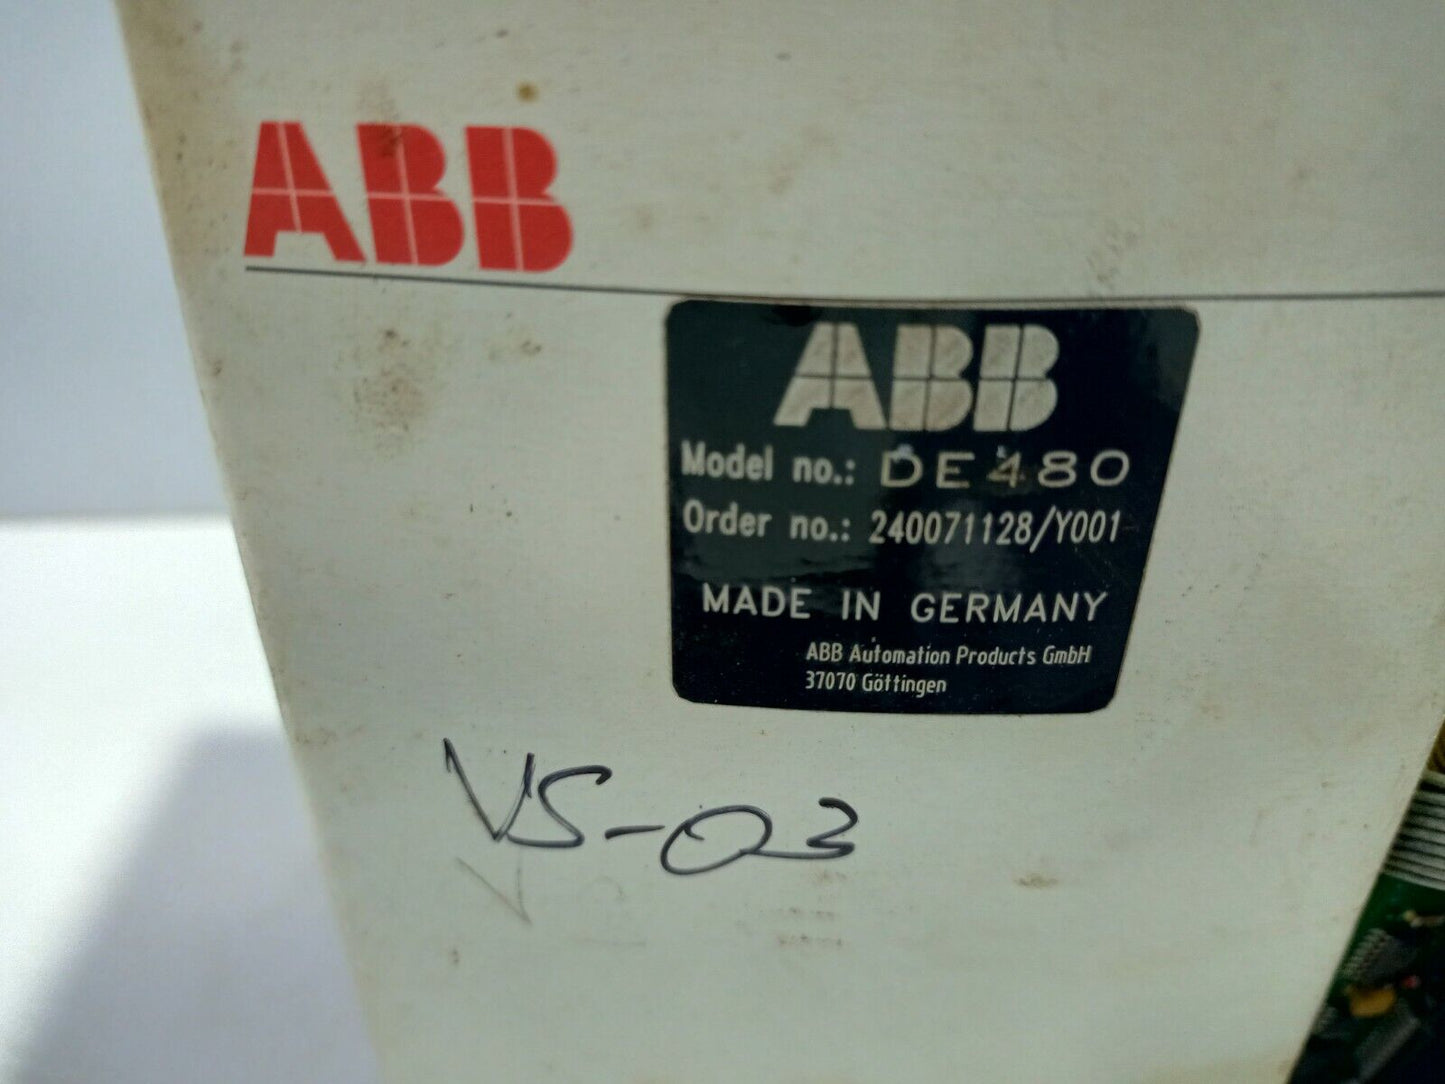 ABB
ABB
Model no.: DE480
Order no.: 240071128/Y001
MADE IN GERMANY
ABB Automation Products GmbH
37070 Göttingen
VS-03